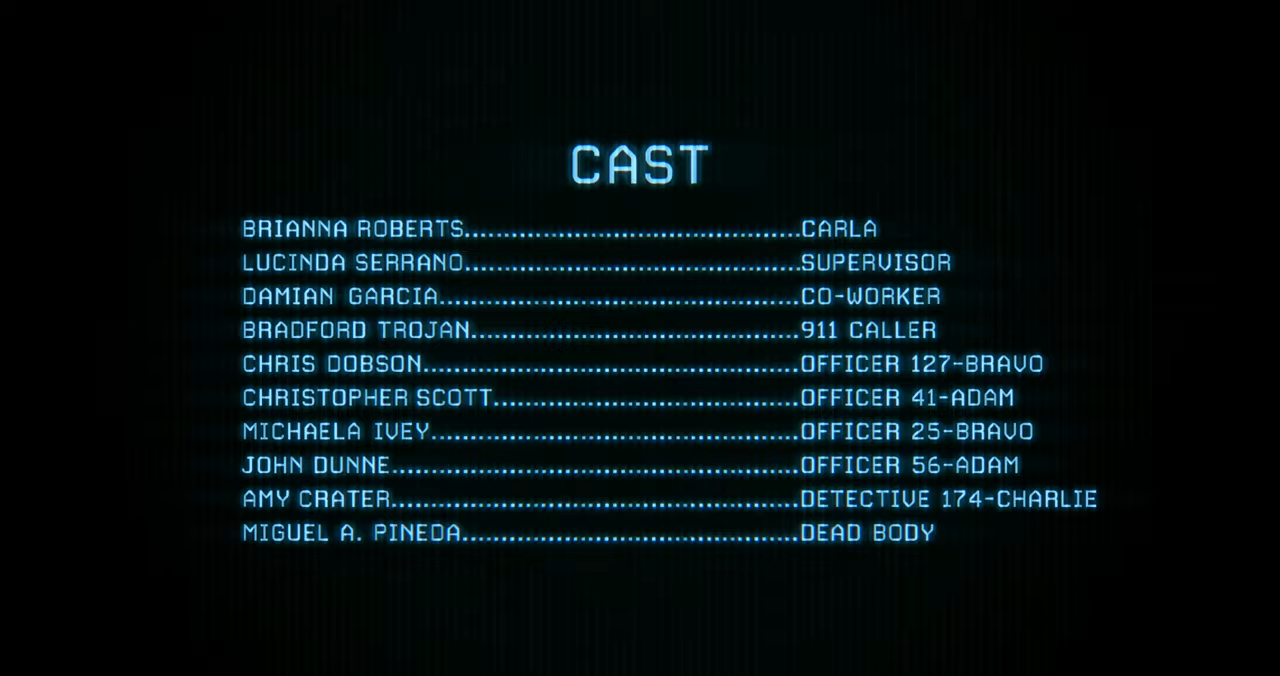 CAST
BRIANNA ROBERTS..........................................CARLA
LUCINDA SERRANO..........................................SUPERVISOR
DAMIAN GARCIA.............................................CO-WORKER
BRADFORD TROJAN.........................................911 CALLER
CHRIS DOBSON...............................................OFFICER 127-BRAVO
CHRISTOPHER SCOTT......................................OFFICER 41-ADAM
MICHAELA IVEY..............................................OFFICER 25-BRAVO
JOHN DUNNE...................................................OFFICER 56-ADAM
AMY CRATER...................................................DETECTIVE 174-CHARLIE
MIGUEL A. PINEDA..........................................DEAD BODY